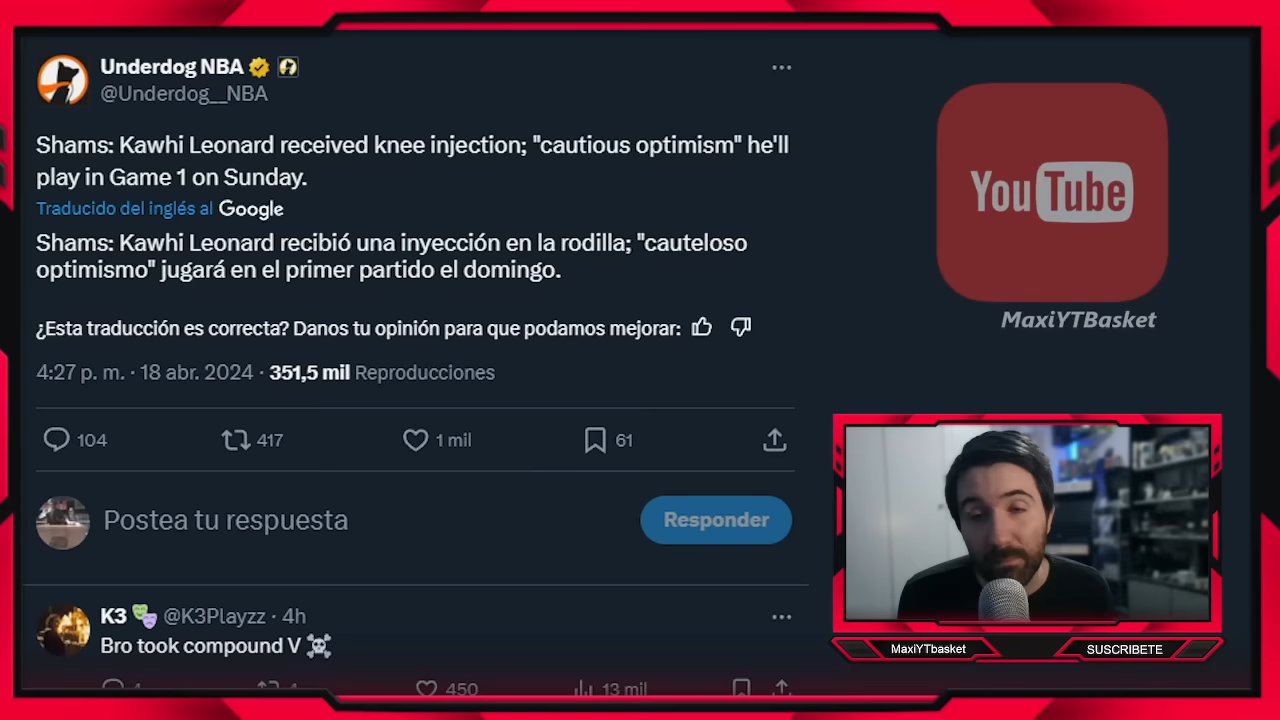 Underdog NBA
@Underdog__NBA
Shams: Kawhi Leonard received knee injection; "cautious optimism" he'll
play in Game 1 on Sunday.
Traducido del inglés al Google
Shams: Kawhi Leonard recibió una inyección en la rodilla; "cauteloso
optimismo" jugará en el primer partido el domingo.
¿Esta traducción es correcta? Danos tu opinión para que podamos mejorar:
4:27 p. m. · 18 abr. 2024 · 351,5 mil Reproducciones
104 417 1 mil 61
Postea tu respuesta
Responder
K3 @K3Playzz · 4h
Bro took compound V
450 13 mil
YouTube
MaxiYTBasket
MaxiYTbasket
SUSCRIBETE